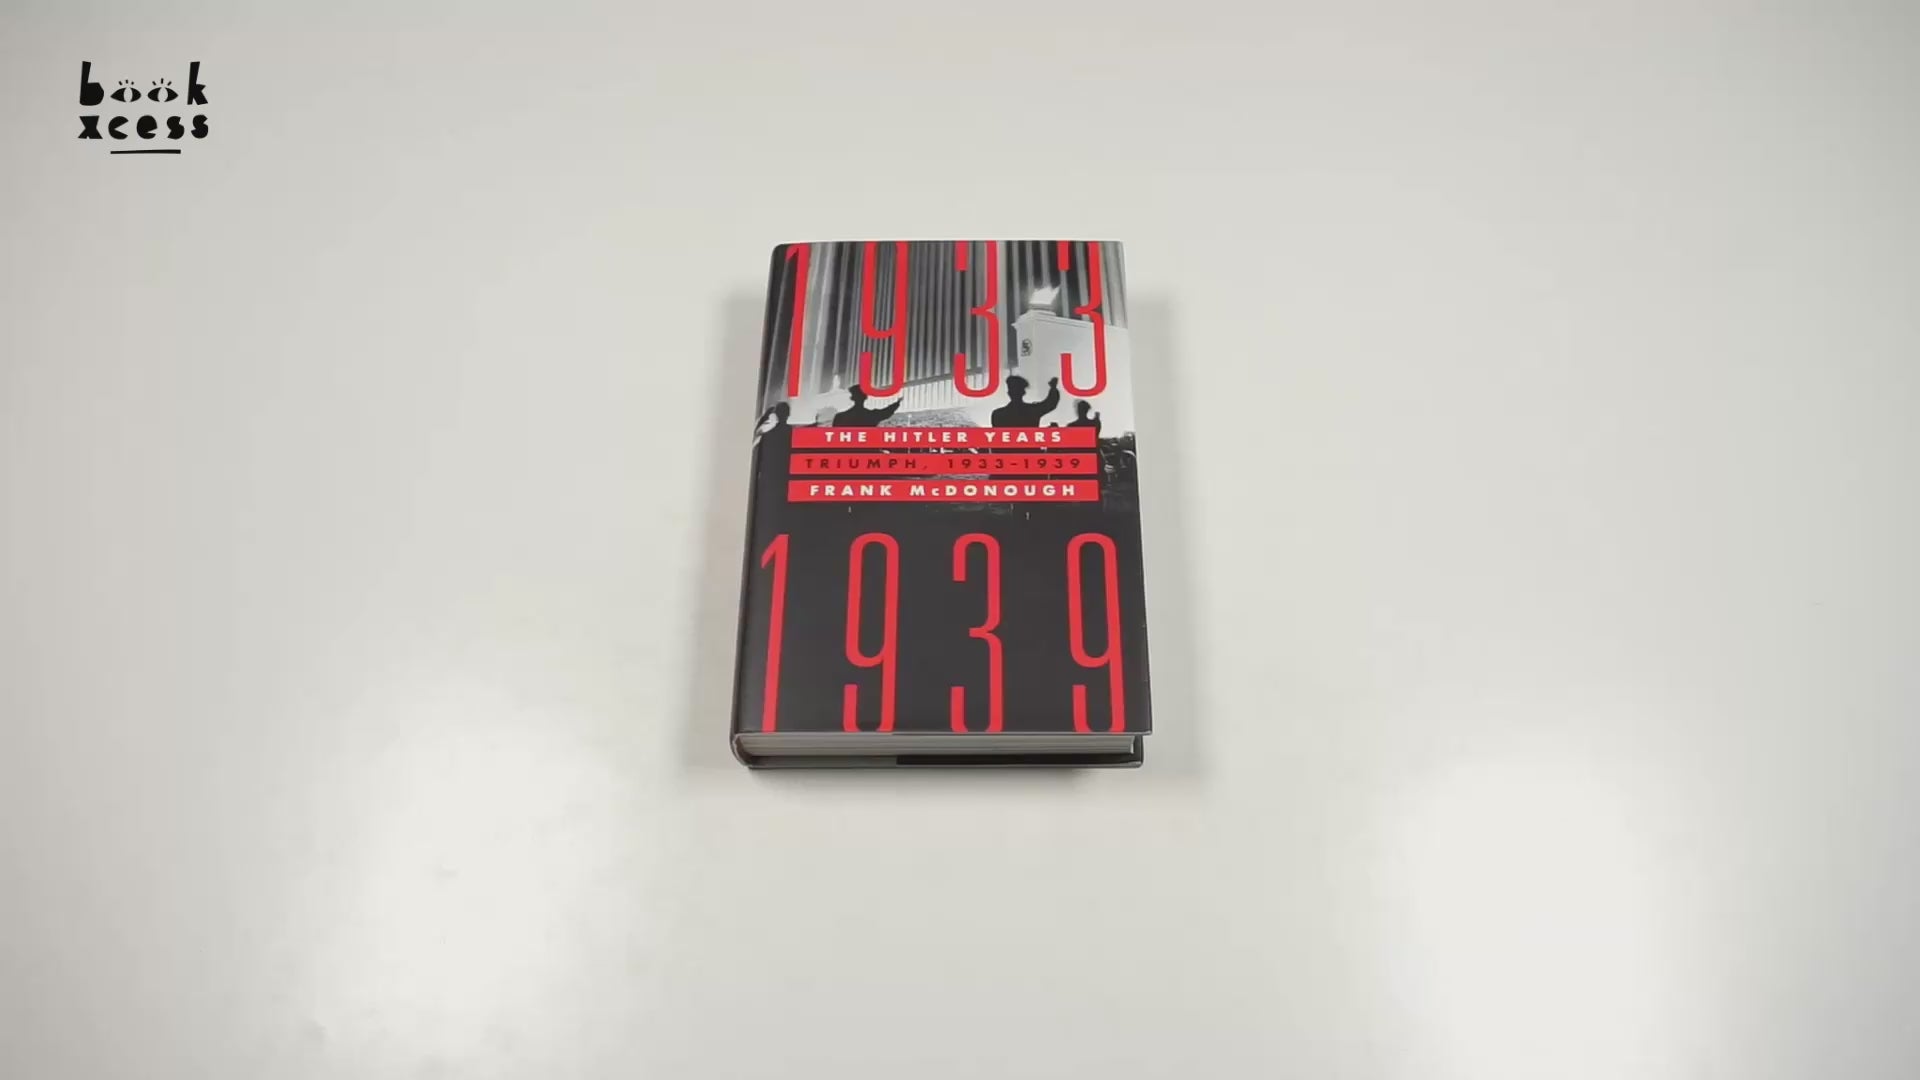 book
xcess
1933
THE HITLER YEARS
TRIUMPH, 1933–1939
FRANK McDONOUGH
1939